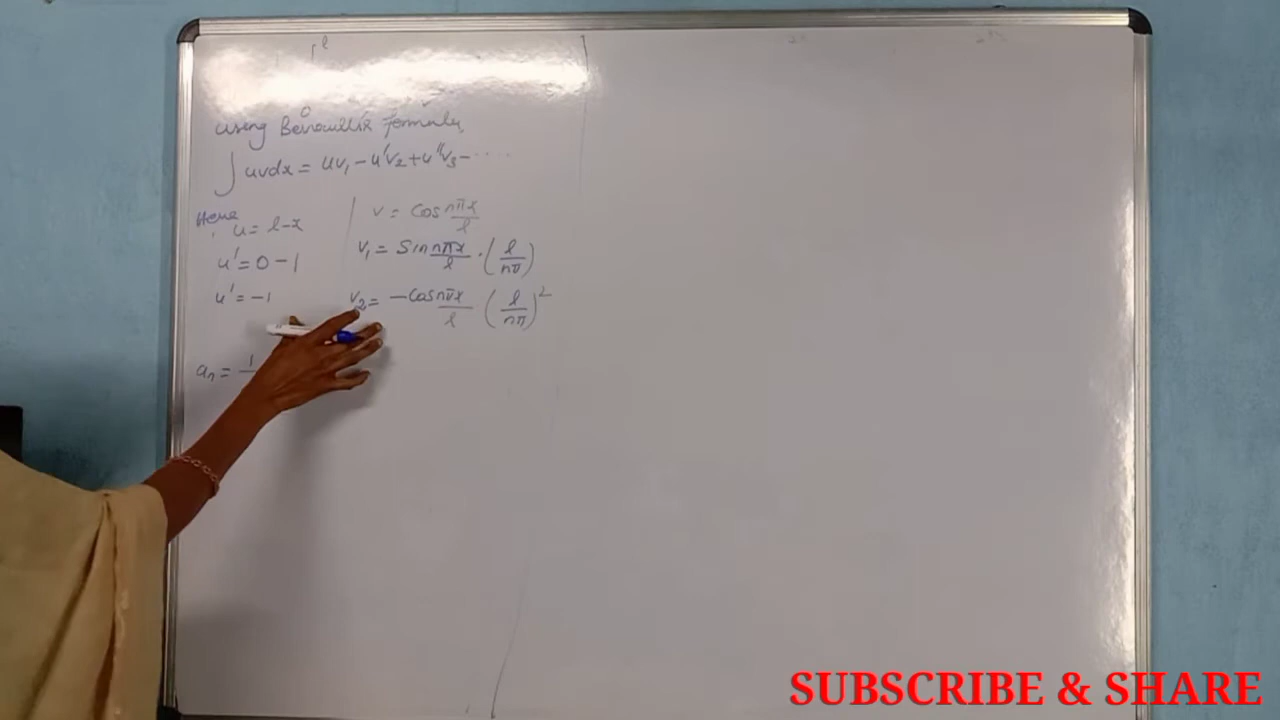 ∫ l
0
using Bernoulli's formula,
∫ uvdx = uv₁ - u'v₂ + u''v₃ - ....
Here
u = l-x
u' = 0 - 1
u' = -1
v = Cos nπx/l
v₁ = Sin nπx/l · (l/nπ)
v₂ = -Cos nπx/l (l/nπ)²
aₙ = 1
SUBSCRIBE & SHARE